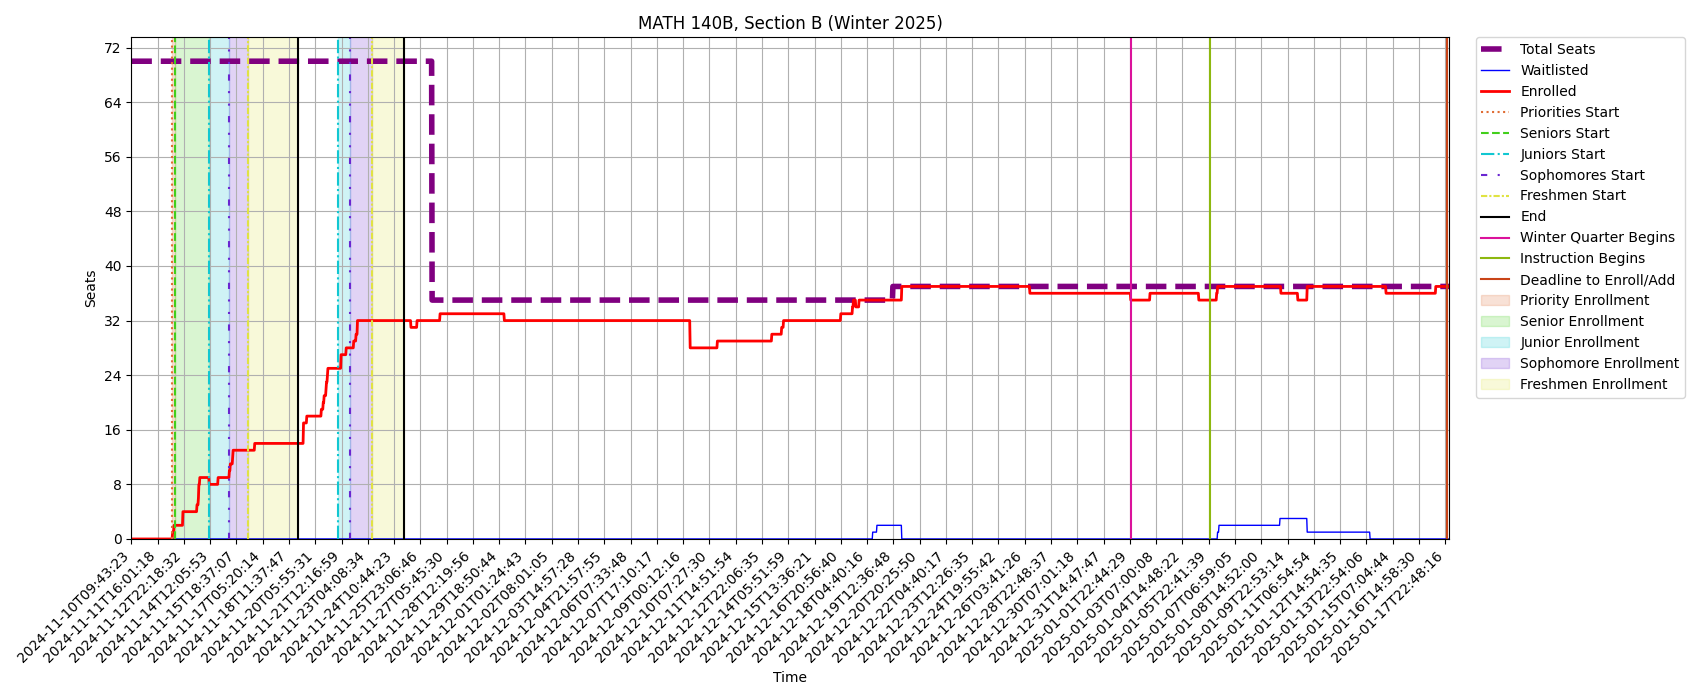 MATH 140B, Section B (Winter 2025)
Seats
72
64
56
48
40
32
24
16
8
0
2024-11-10T09:43:23
2024-11-11T16:01:18
2024-11-12T22:18:32
2024-11-14T12:05:53
2024-11-15T18:37:07
2024-11-17T05:20:14
2024-11-18T11:37:47
2024-11-20T05:55:31
2024-11-21T12:16:59
2024-11-23T04:08:34
2024-11-24T10:44:23
2024-11-25T23:06:46
2024-11-27T05:45:30
2024-11-28T12:19:56
2024-11-29T18:50:44
2024-12-01T01:24:43
2024-12-02T08:01:05
2024-12-03T14:57:28
2024-12-04T21:57:55
2024-12-06T07:33:48
2024-12-07T17:10:17
2024-12-09T00:12:16
2024-12-10T07:27:30
2024-12-11T14:51:54
2024-12-12T22:06:35
2024-12-14T05:51:59
2024-12-15T13:36:21
2024-12-16T20:56:40
2024-12-18T04:40:16
2024-12-19T12:36:48
2024-12-20T20:25:50
2024-12-22T04:40:17
2024-12-23T12:26:35
2024-12-24T19:55:42
2024-12-26T03:41:26
2024-12-28T22:48:37
2024-12-30T07:01:18
2024-12-31T14:47:47
2025-01-01T22:44:29
2025-01-03T07:00:08
2025-01-04T14:48:22
2025-01-05T22:41:39
2025-01-07T06:59:05
2025-01-08T14:52:00
2025-01-09T22:53:14
2025-01-11T06:54:54
2025-01-12T14:54:35
2025-01-13T22:54:06
2025-01-15T07:04:44
2025-01-16T14:58:30
2025-01-17T22:48:16
Time
Total Seats
Waitlisted
Enrolled
Priorities Start
Seniors Start
Juniors Start
Sophomores Start
Freshmen Start
End
Winter Quarter Begins
Instruction Begins
Deadline to Enroll/Add
Priority Enrollment
Senior Enrollment
Junior Enrollment
Sophomore Enrollment
Freshmen Enrollment